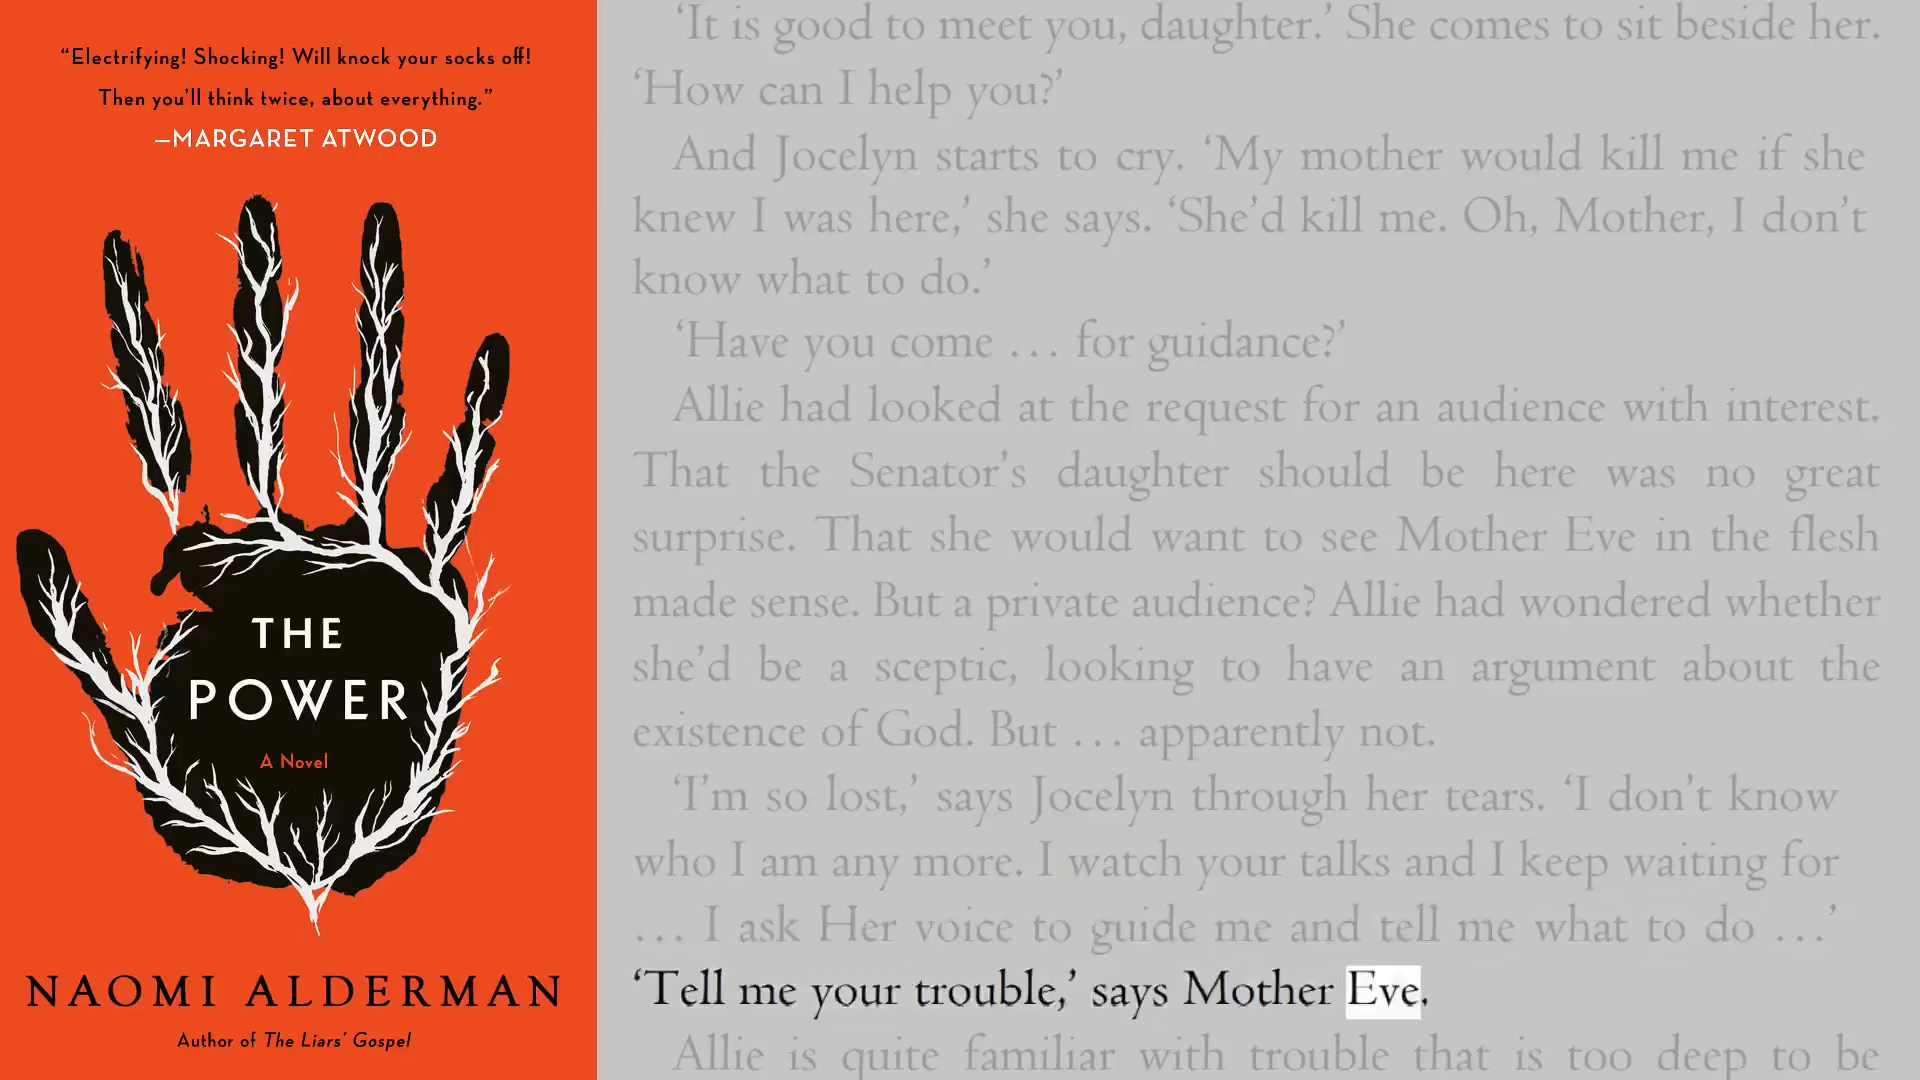 “Electrifying! Shocking! Will knock your socks off!
Then you’ll think twice, about everything.”
—MARGARET ATWOOD
THE
POWER
A Novel
NAOMI ALDERMAN
Author of The Liars’ Gospel
‘It is good to meet you, daughter.’ She comes to sit beside her.
‘How can I help you?’
And Jocelyn starts to cry. ‘My mother would kill me if she
knew I was here,’ she says. ‘She’d kill me. Oh, Mother, I don’t
know what to do.’
‘Have you come … for guidance?’
Allie had looked at the request for an audience with interest.
That the Senator’s daughter should be here was no great
surprise. That she would want to see Mother Eve in the flesh
made sense. But a private audience? Allie had wondered whether
she’d be a sceptic, looking to have an argument about the
existence of God. But … apparently not.
‘I’m so lost,’ says Jocelyn through her tears. ‘I don’t know
who I am any more. I watch your talks and I keep waiting for
… I ask Her voice to guide me and tell me what to do …’
‘Tell me your trouble,’ says Mother Eve.
Allie is quite familiar with trouble that is too deep to be